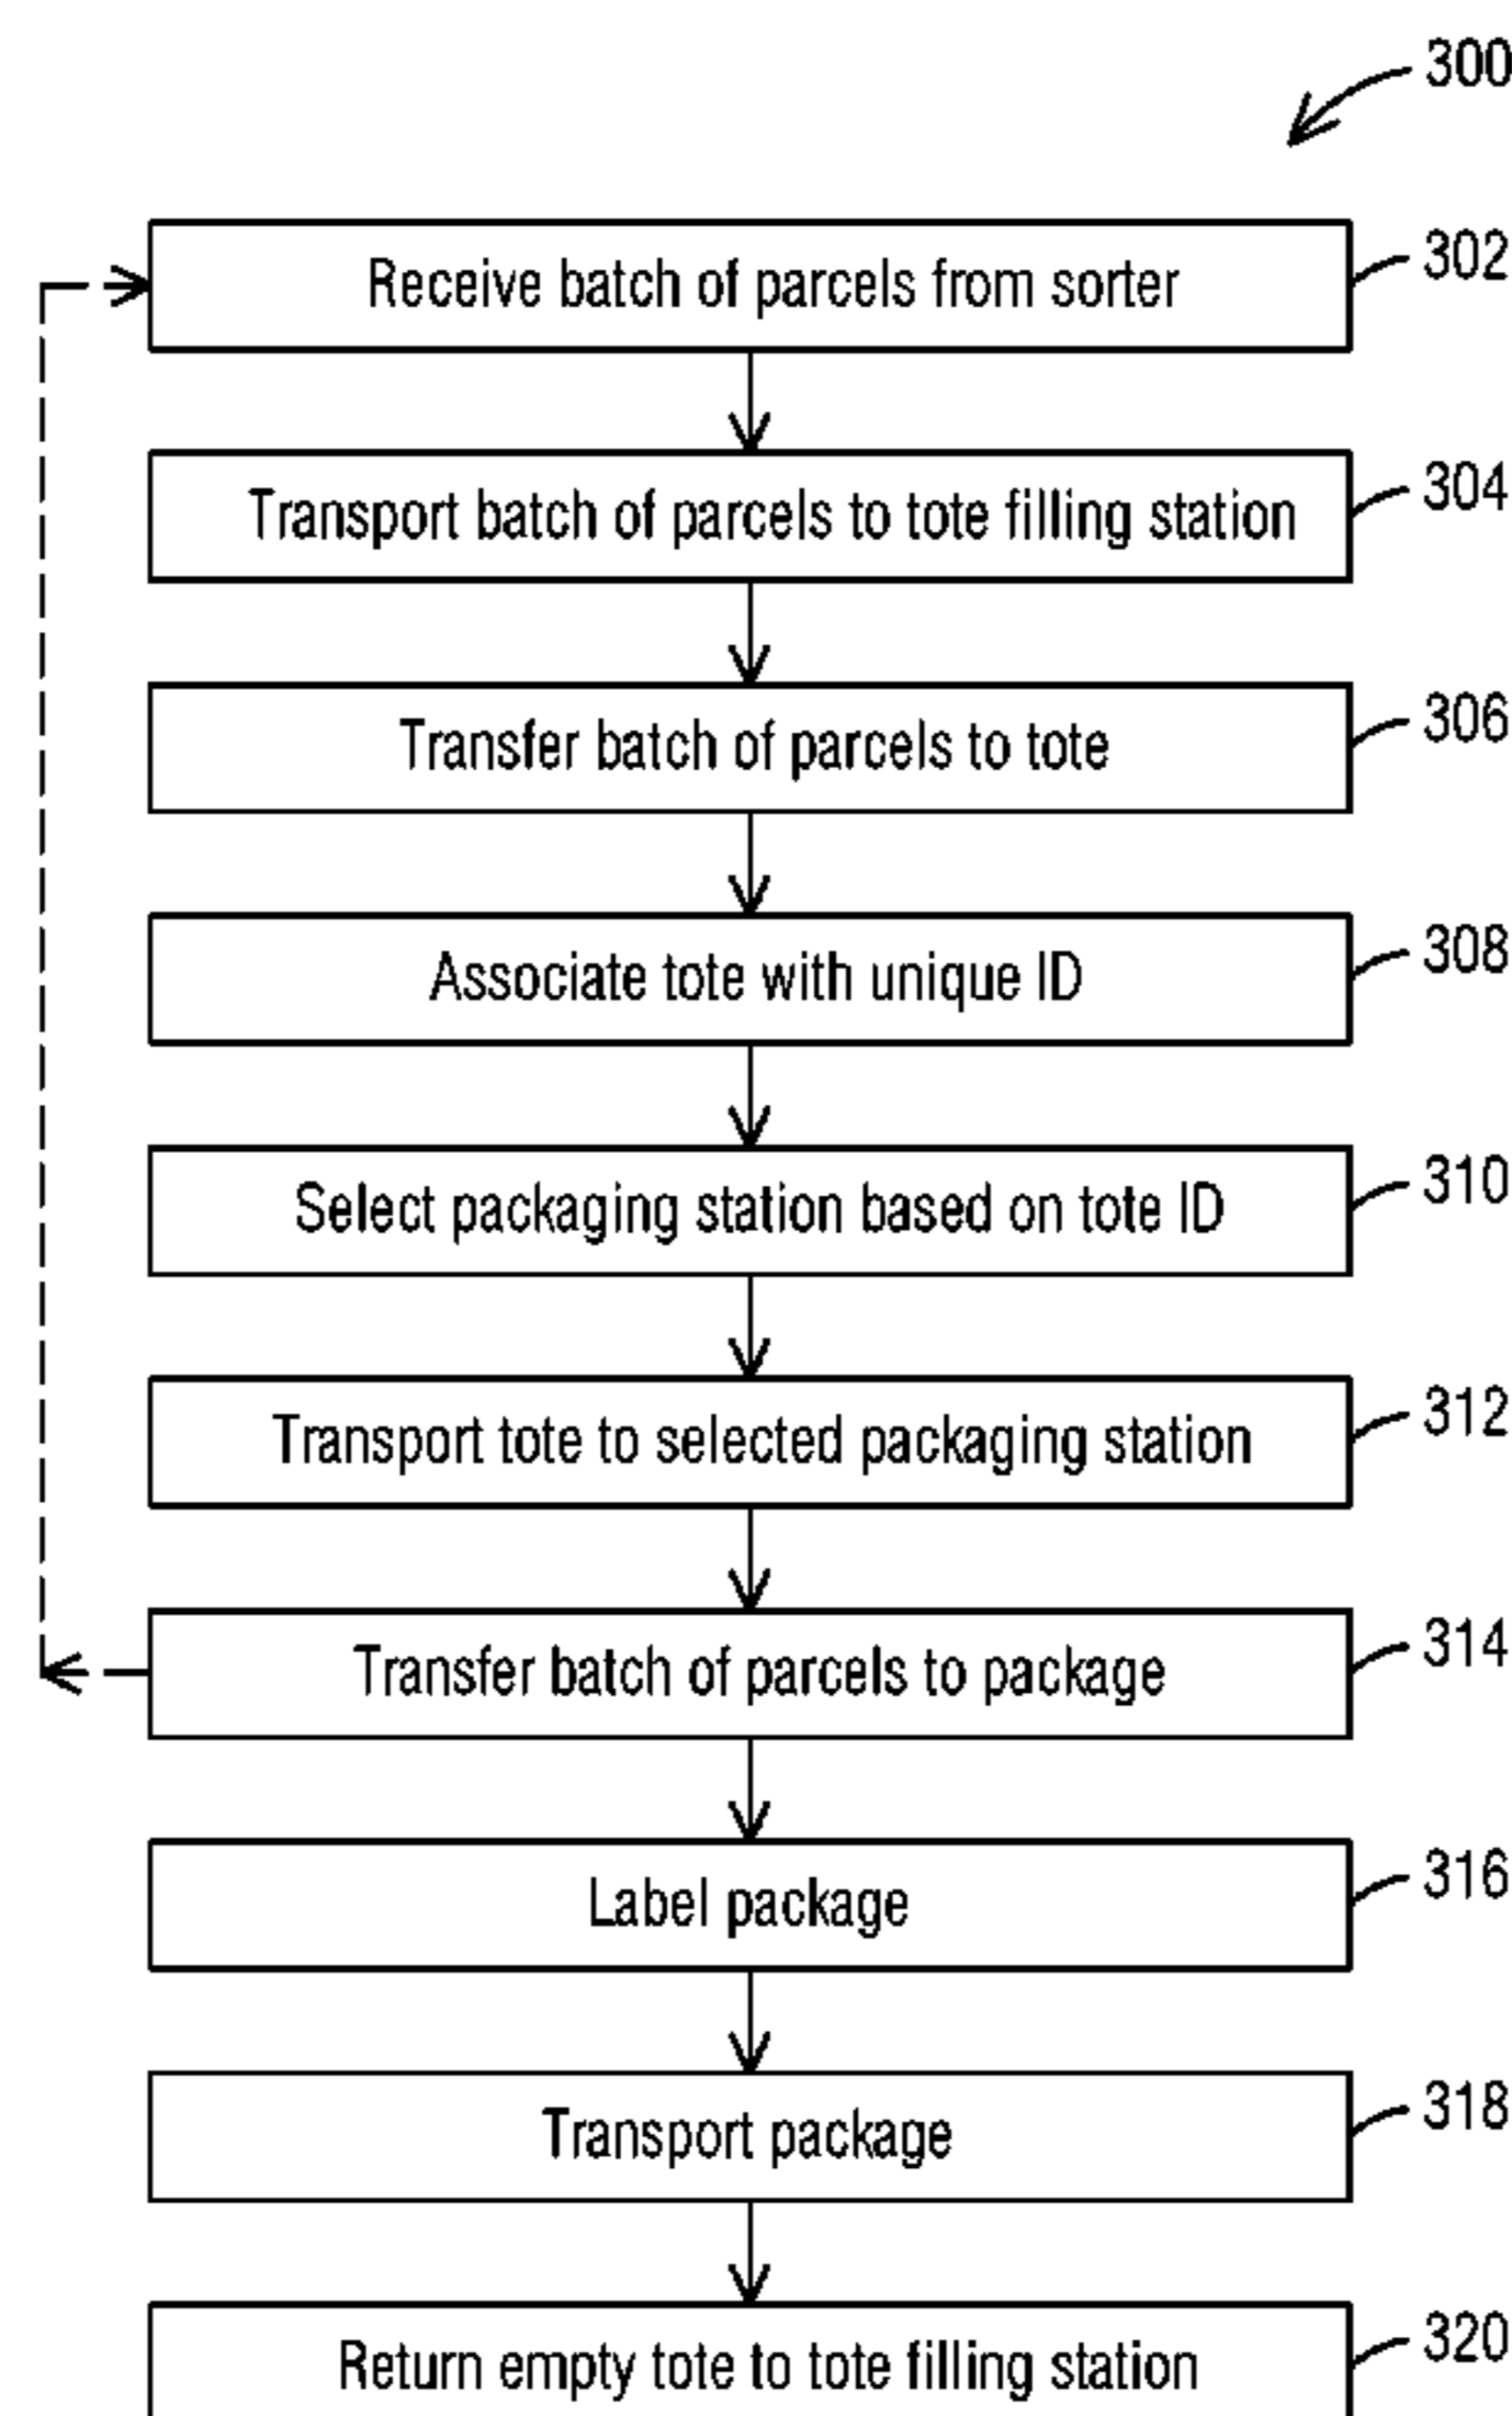 300
Receive batch of parcels from sorter 302
Transport batch of parcels to tote filling station 304
Transfer batch of parcels to tote 306
Associate tote with unique ID 308
Select packaging station based on tote ID 310
Transport tote to selected packaging station 312
Transfer batch of parcels to package 314
Label package 316
Transport package 318
Return empty tote to tote filling station 320